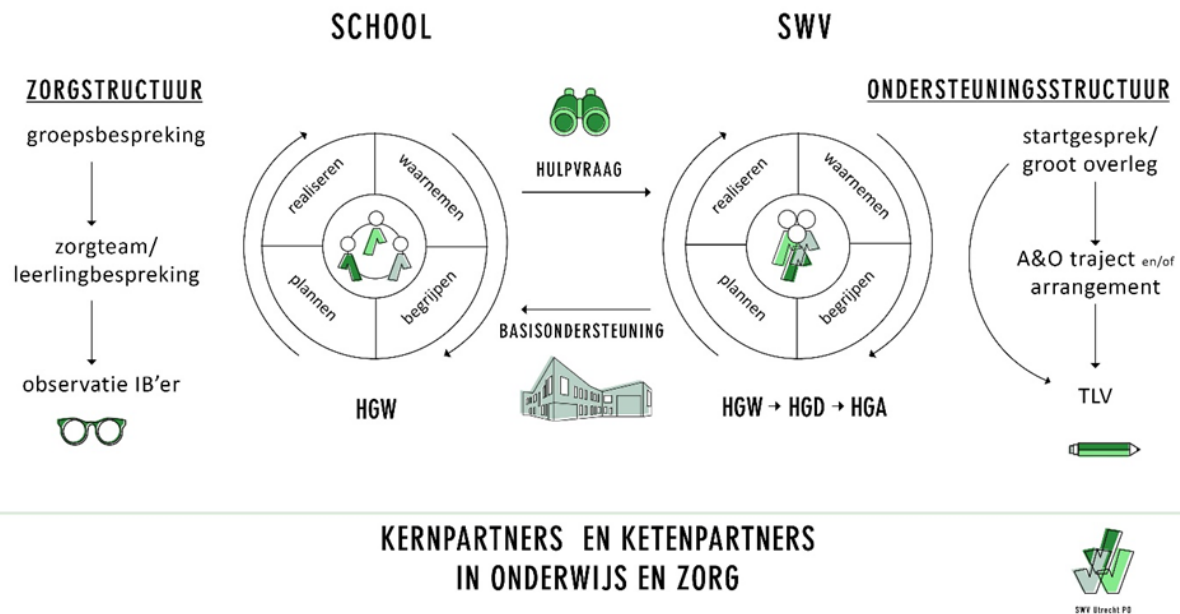 SCHOOL
SWV
ZORGSTRUCTUUR
groepsbespreking
zorgteam/
leerlingbespreking
observatie IB'er
realiseren
waarnemen
plannen
begrijpen
HGW
HULPVRAAG
BASISONDERSTEUNING
realiseren
waarnemen
plannen
begrijpen
HGW → HGD → HGA
ONDERSTEUNINGSSTRUCTUUR
startgesprek/
groot overleg
A&O traject en/of
arrangement
TLV
KERNPARTNERS EN KETENPARTNERS
IN ONDERWIJS EN ZORG
SWV Utrecht PO